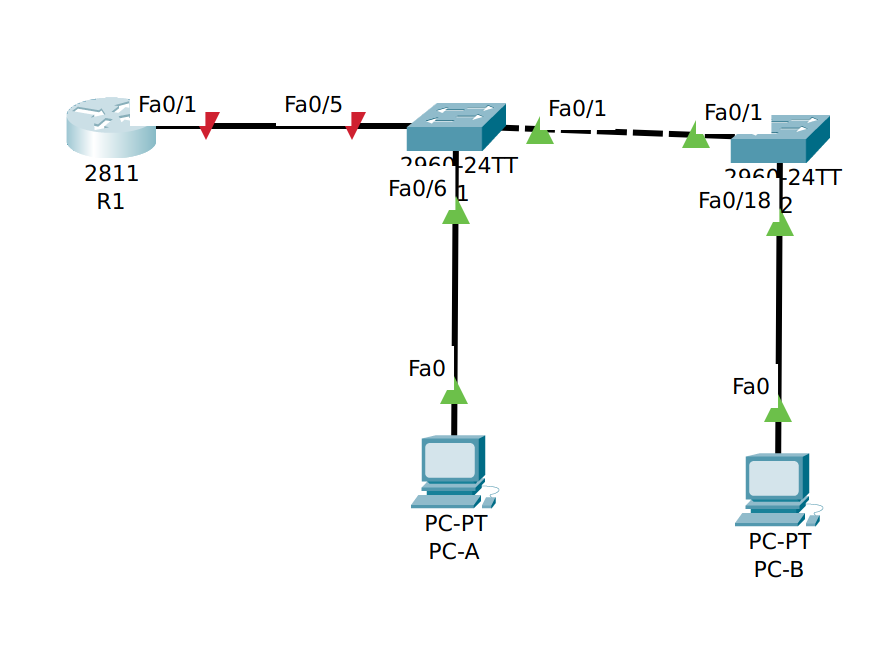 Fa0/1
Fa0/5
Fa0/1
Fa0/1
2811
R1
2960-24TT
1
Fa0/6
2960-24TT
2
Fa0/18
Fa0
Fa0
PC-PT
PC-A
PC-PT
PC-B